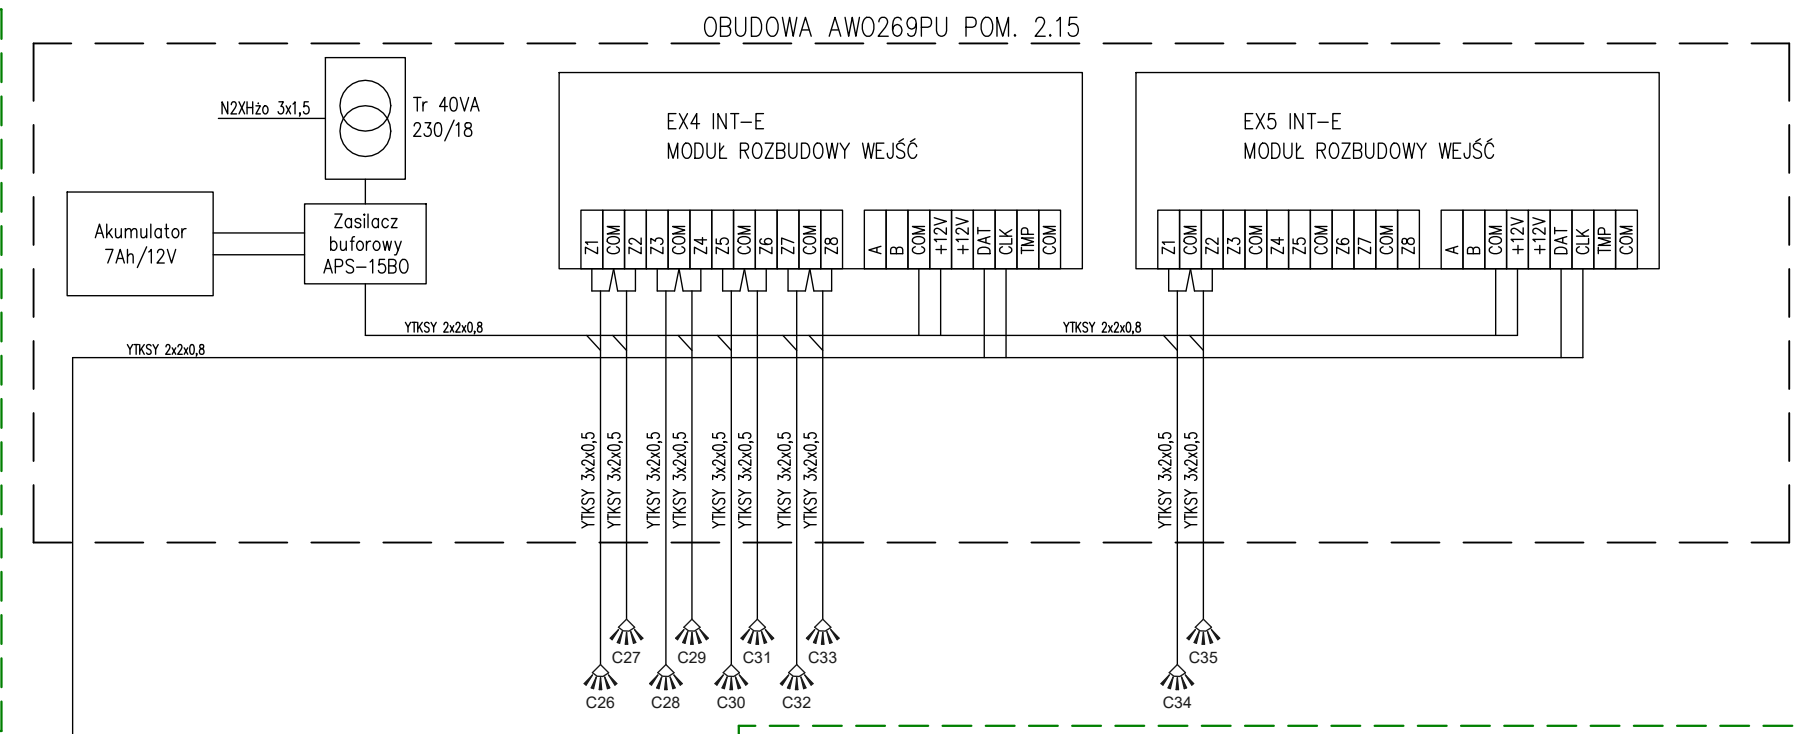 OBUDOWA AWO269PU POM. 2.15
N2XHżo 3x1,5
Tr 40VA
230/18
Akumulator
7Ah/12V
Zasilacz
buforowy
APS-15B0
EX4 INT-E
MODUŁ ROZBUDOWY WEJŚĆ
Z1 COM Z2 Z3 COM Z4 Z5 COM Z6 Z7 COM Z8
A B COM +12V +12V DAT CLK TMP COM
EX5 INT-E
MODUŁ ROZBUDOWY WEJŚĆ
Z1 COM Z2 Z3 COM Z4 Z5 COM Z6 Z7 COM Z8
A B COM +12V +12V DAT CLK TMP COM
YTKSY 2x2x0,8
YTKSY 2x2x0,8
YTKSY 2x2x0,8
YTKSY 3x2x0,5
YTKSY 3x2x0,5
YTKSY 3x2x0,5
YTKSY 3x2x0,5
YTKSY 3x2x0,5
YTKSY 3x2x0,5
YTKSY 3x2x0,5
YTKSY 3x2x0,5
YTKSY 3x2x0,5
YTKSY 3x2x0,5
C27 C29 C31 C33 C35
C26 C28 C30 C32 C34